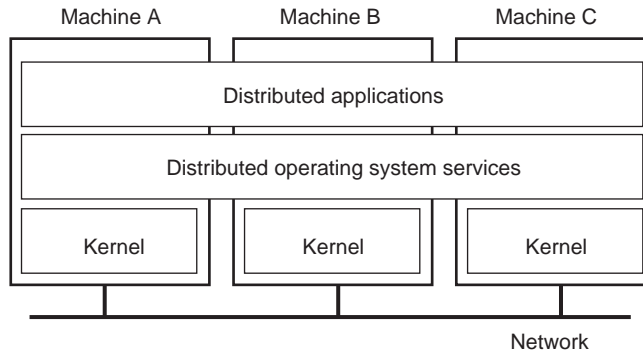 Machine A
Machine B
Machine C
Distributed applications
Distributed operating system services
Kernel
Kernel
Kernel
Network